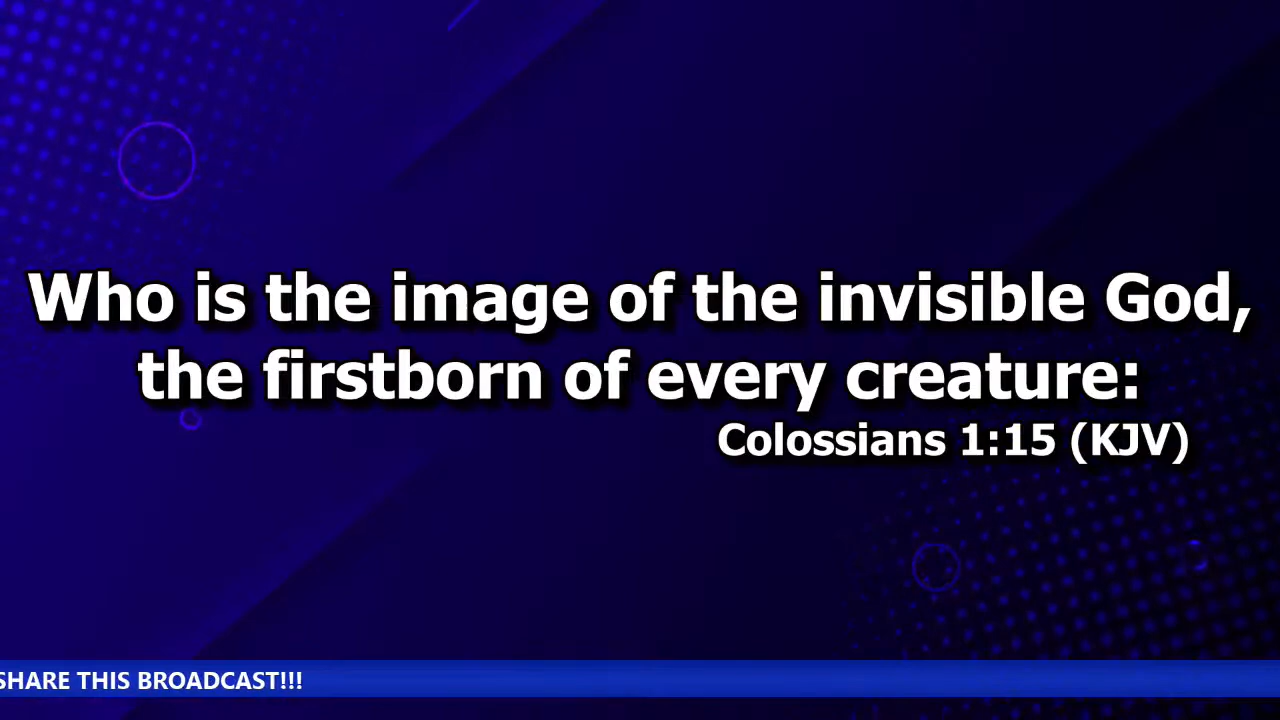 Who is the image of the invisible God,
the firstborn of every creature:
Colossians 1:15 (KJV)
SHARE THIS BROADCAST!!!